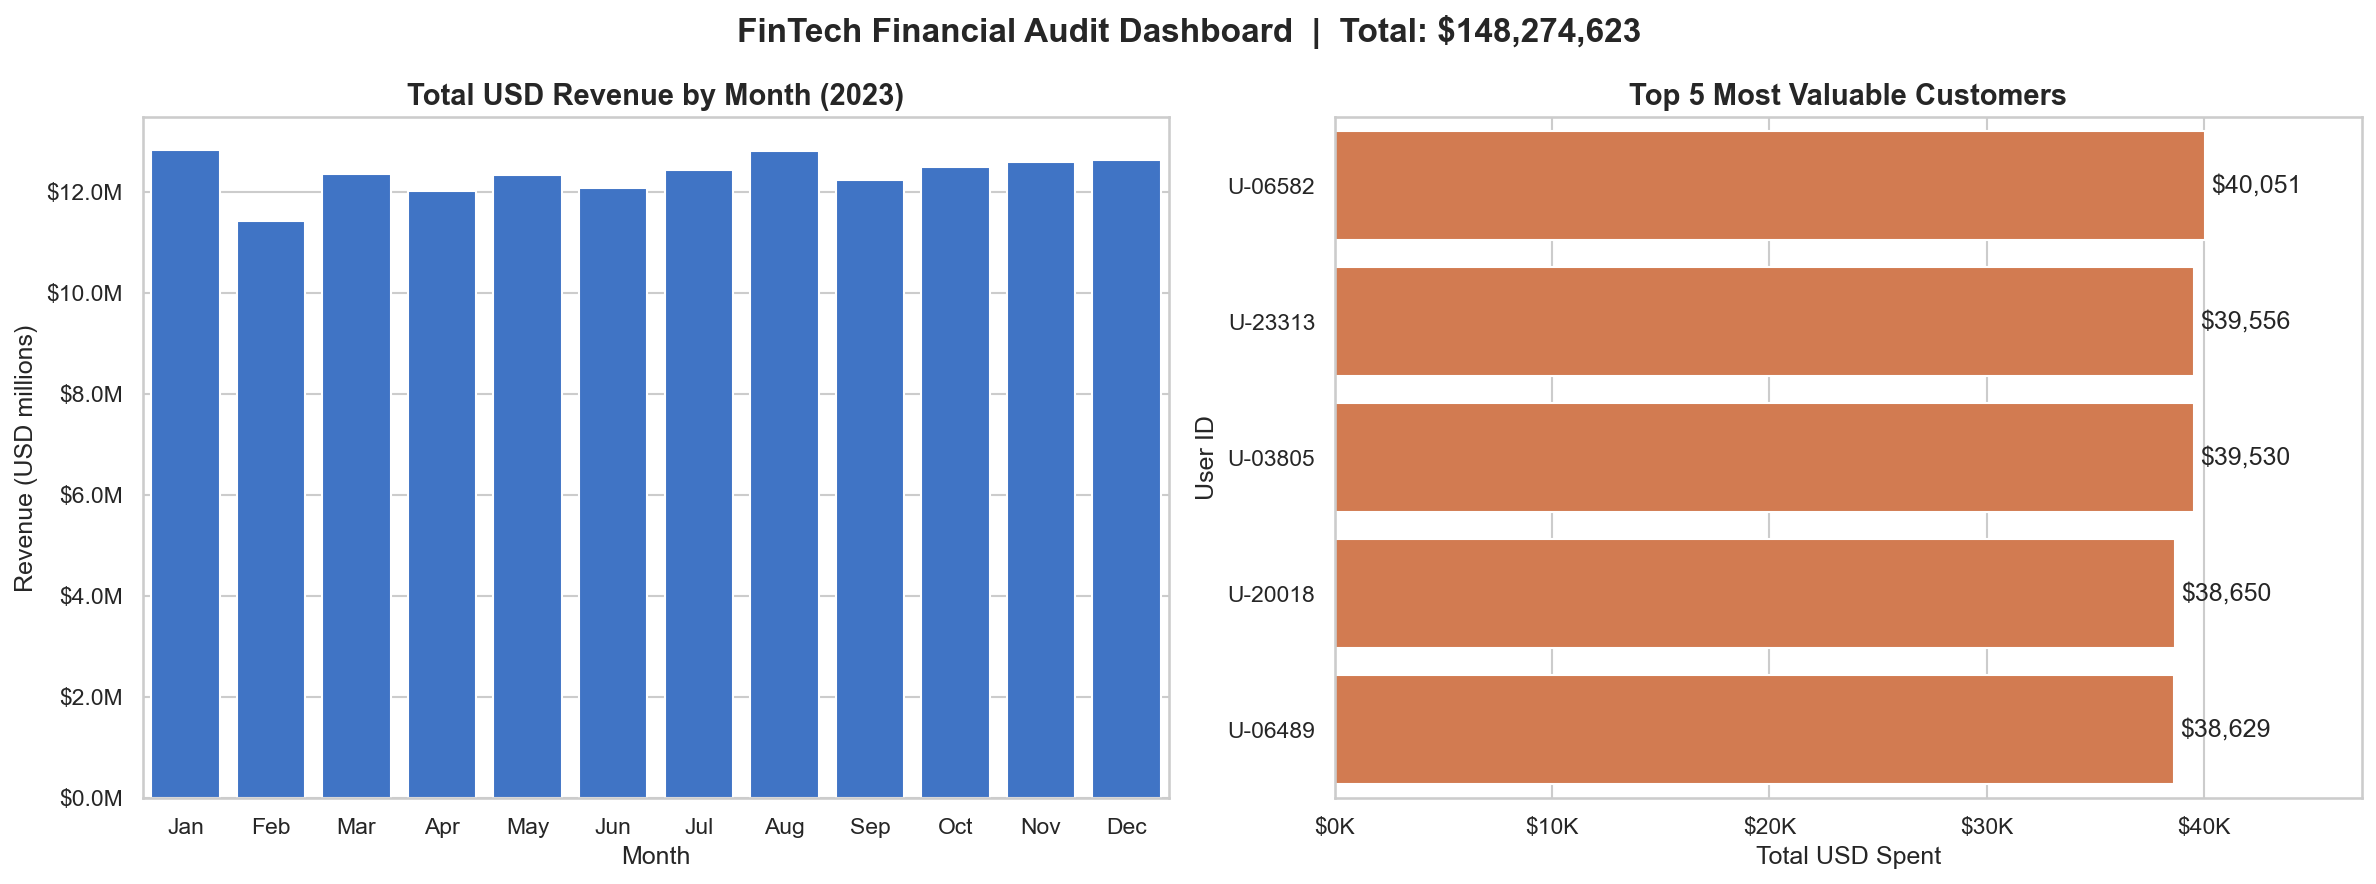 FinTech Financial Audit Dashboard | Total: $148,274,623
Total USD Revenue by Month (2023)
Revenue (USD millions)
$12.0M
$10.0M
$8.0M
$6.0M
$4.0M
$2.0M
$0.0M
Jan Feb Mar Apr May Jun Jul Aug Sep Oct Nov Dec
Month
Top 5 Most Valuable Customers
User ID
U-06582 $40,051
U-23313 $39,556
U-03805 $39,530
U-20018 $38,650
U-06489 $38,629
$0K $10K $20K $30K $40K
Total USD Spent